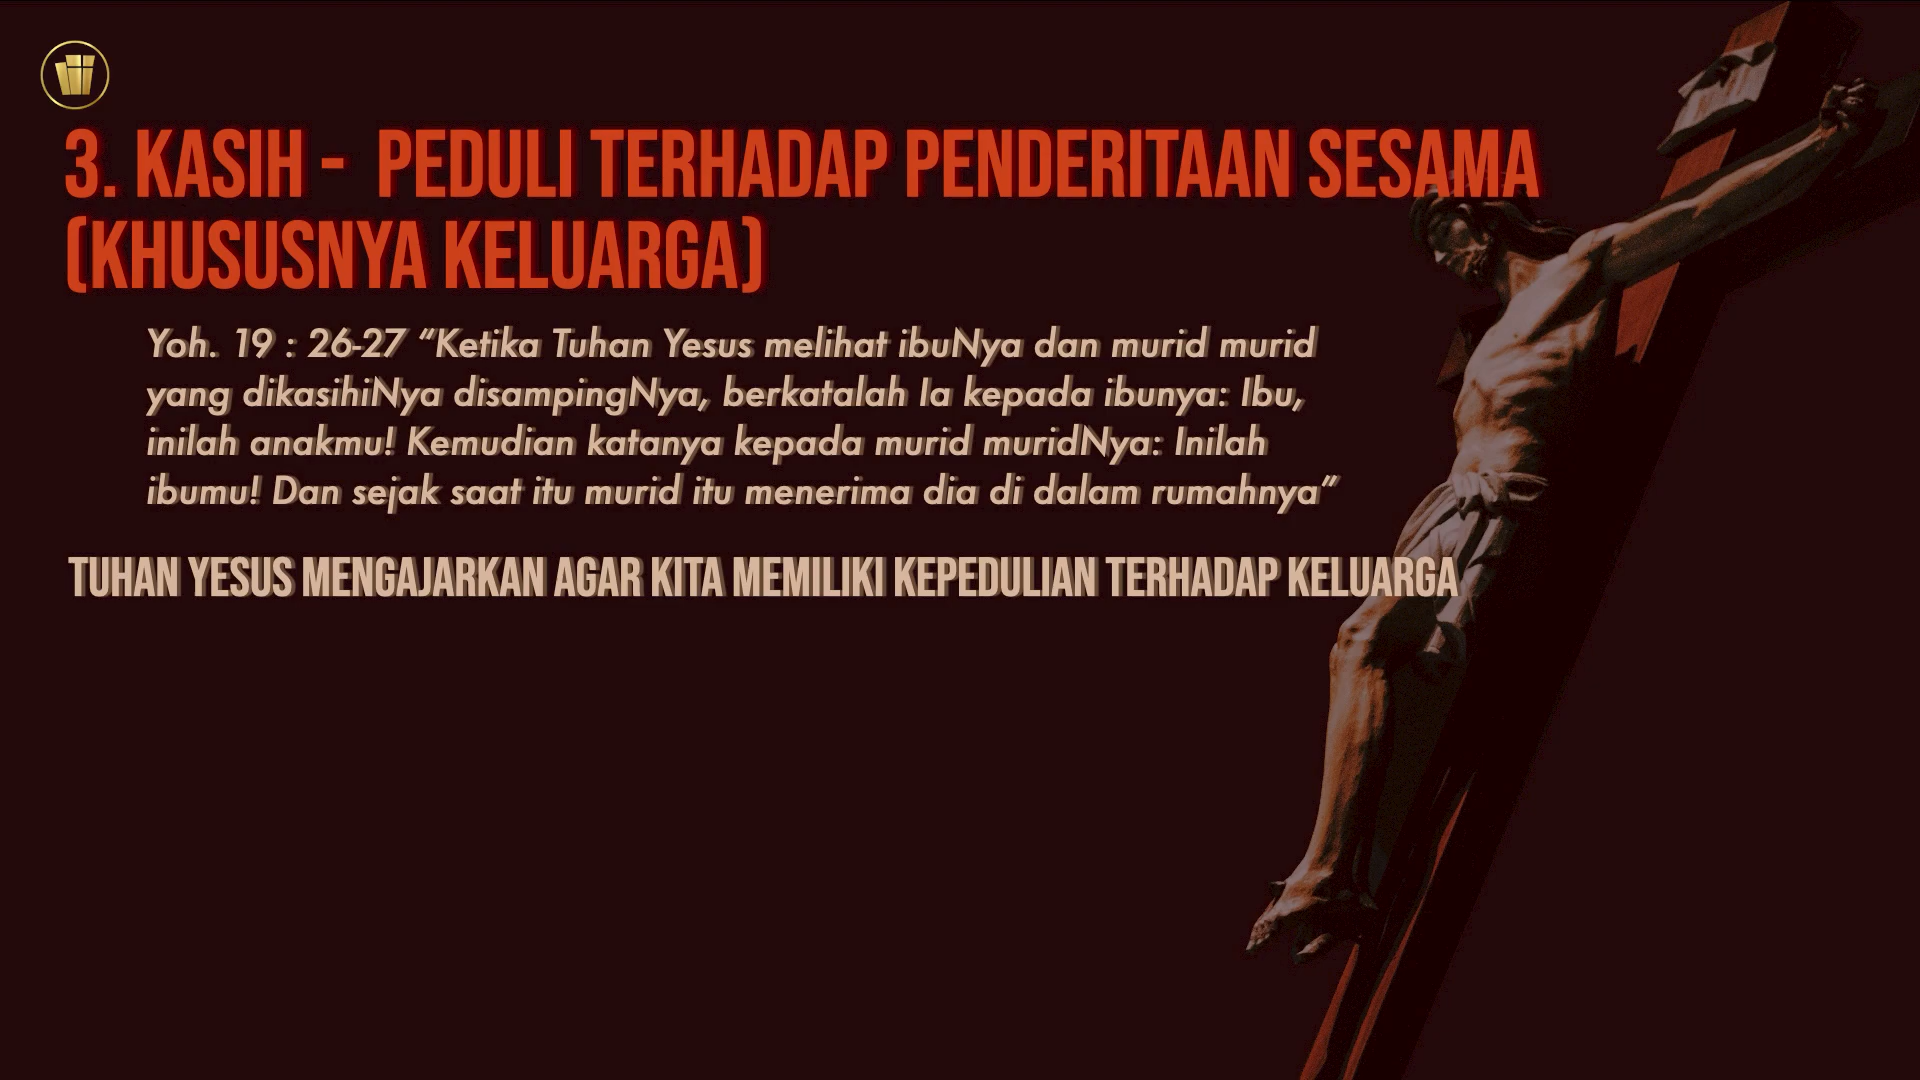 3. KASIH -  PEDULI TERHADAP PENDERITAAN SESAMA
(KHUSUSNYA KELUARGA)
Yoh. 19 : 26-27 “Ketika Tuhan Yesus melihat ibuNya dan murid murid
yang dikasihiNya disampingNya, berkatalah Ia kepada ibunya: Ibu,
inilah anakmu! Kemudian katanya kepada murid muridNya: Inilah
ibumu! Dan sejak saat itu murid itu menerima dia di dalam rumahnya”
TUHAN YESUS MENGAJARKAN AGAR KITA MEMILIKI KEPEDULIAN TERHADAP KELUARGA